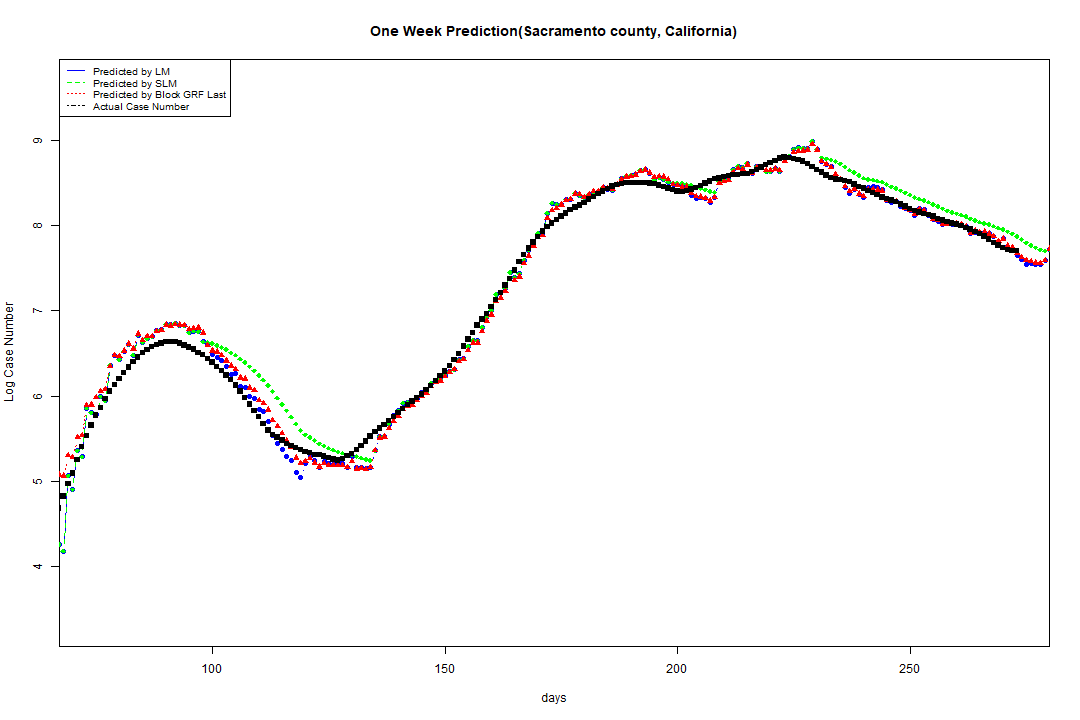 One Week Prediction(Sacramento county, California)
Predicted by LM
Predicted by SLM
Predicted by Block GRF Last
Actual Case Number
9
8
7
6
5
4
Log Case Number
100 150 200 250
days